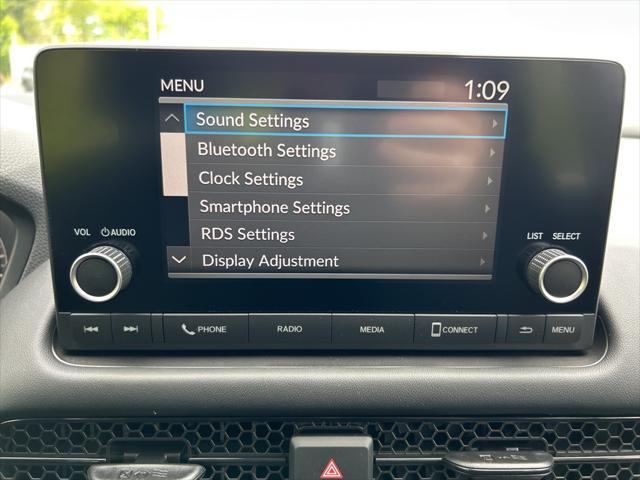 MENU 1:09
Sound Settings
Bluetooth Settings
Clock Settings
Smartphone Settings
RDS Settings
Display Adjustment
VOL AUDIO
LIST SELECT
PHONE RADIO MEDIA CONNECT MENU